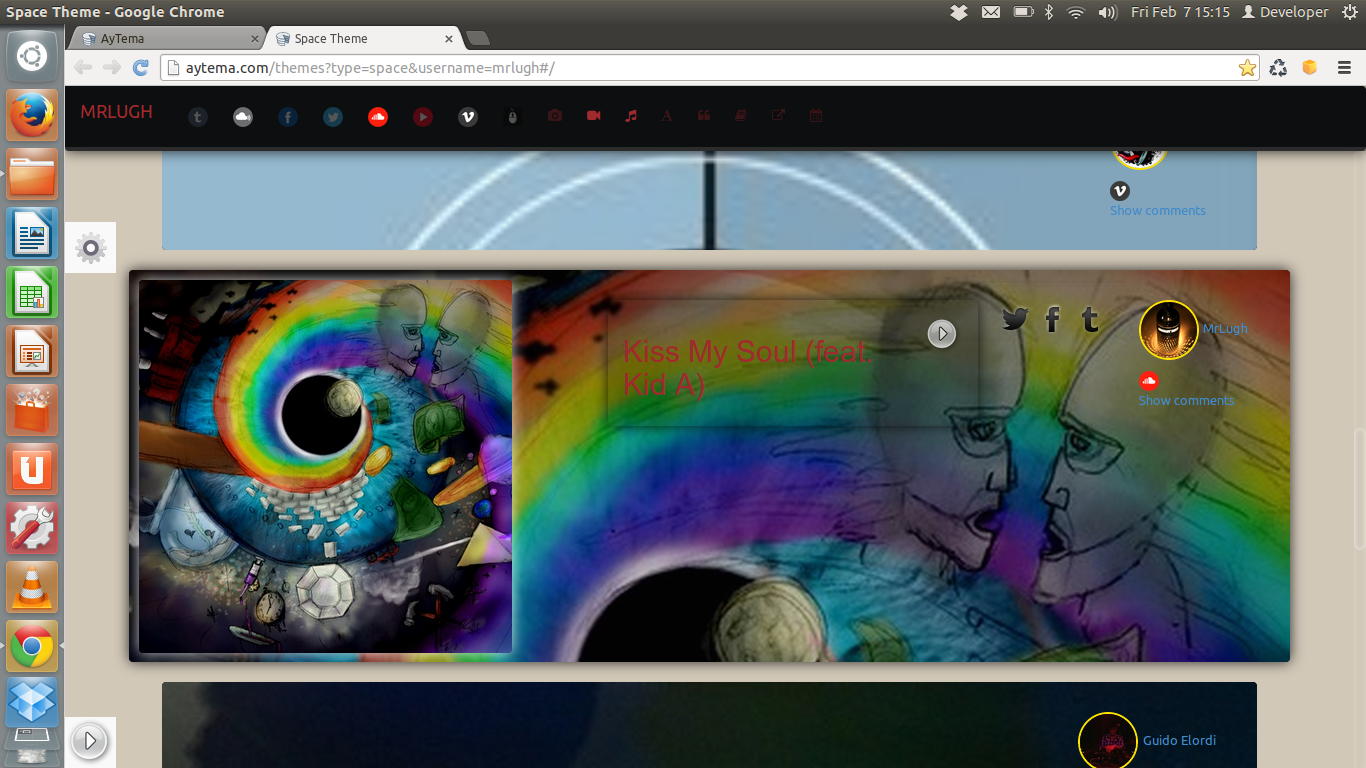 Space Theme - Google Chrome
Fri Feb 7 15:15 Developer
AyTema
Space Theme
aytema.com/themes?type=space&username=mrlugh#/
MRLUGH
Show comments
Kiss My Soul (feat.
Kid A)
MrLugh
Show comments
Guido Elordi